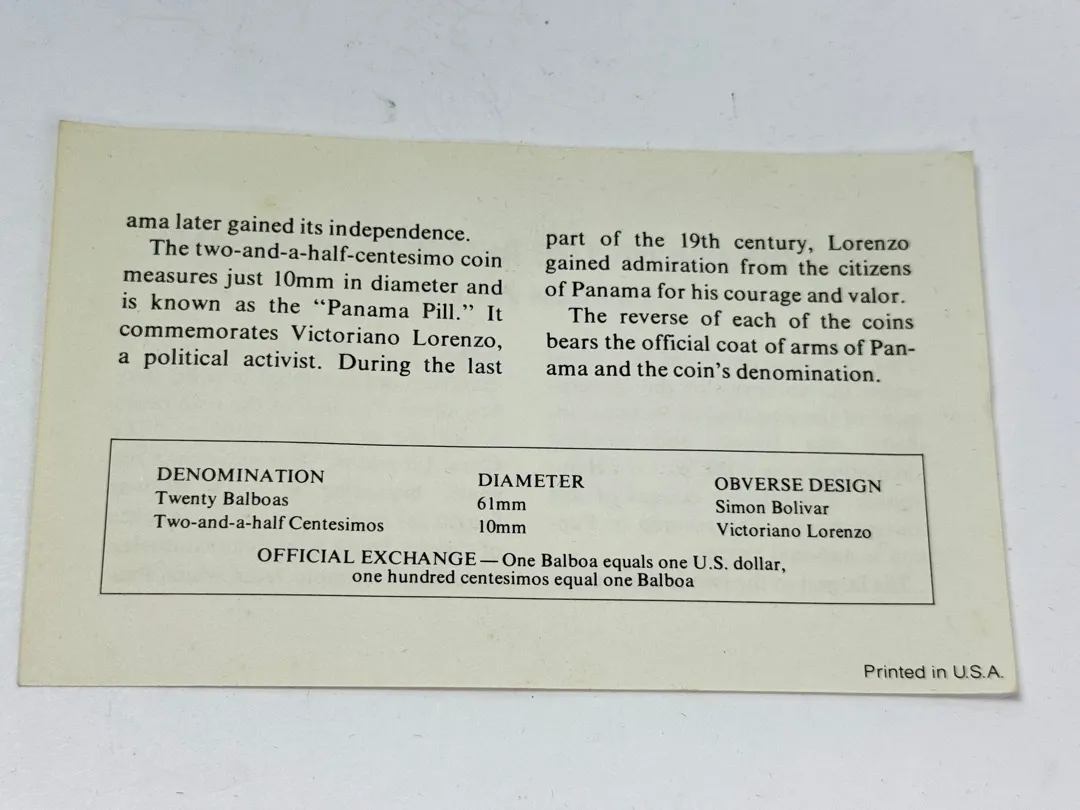 ama later gained its independence.
The two-and-a-half-centesimo coin
measures just 10mm in diameter and
is known as the “Panama Pill.” It
commemorates Victoriano Lorenzo,
a political activist. During the last
part of the 19th century, Lorenzo
gained admiration from the citizens
of Panama for his courage and valor.
The reverse of each of the coins
bears the official coat of arms of Pan-
ama and the coin’s denomination.
DENOMINATION DIAMETER OBVERSE DESIGN
Twenty Balboas 61mm Simon Bolivar
Two-and-a-half Centesimos 10mm Victoriano Lorenzo
OFFICIAL EXCHANGE—One Balboa equals one U.S. dollar,
one hundred centesimos equal one Balboa
Printed in U.S.A.